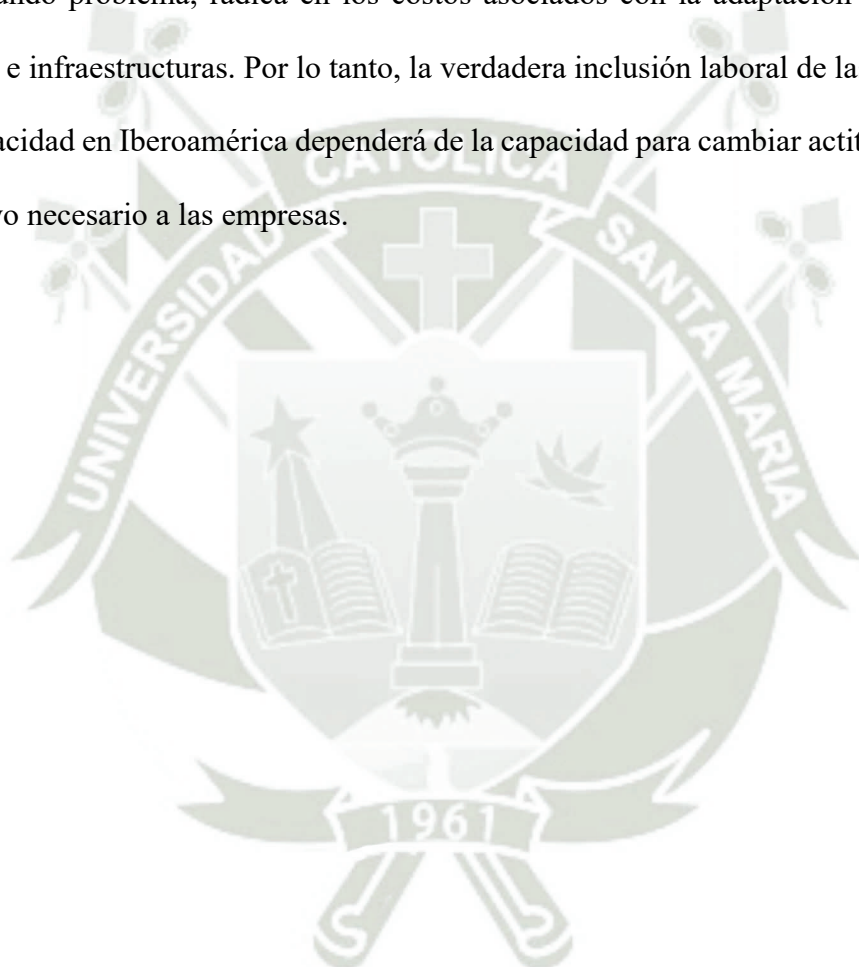 problema, radica en los costos asociados con la adaptación
e infraestructuras. Por lo tanto, la verdadera inclusión laboral de la
en Iberoamérica dependerá de la capacidad para cambiar
necesario a las empresas.
UNIVERSIDAD CATOLICA SANTA MARIA
1961